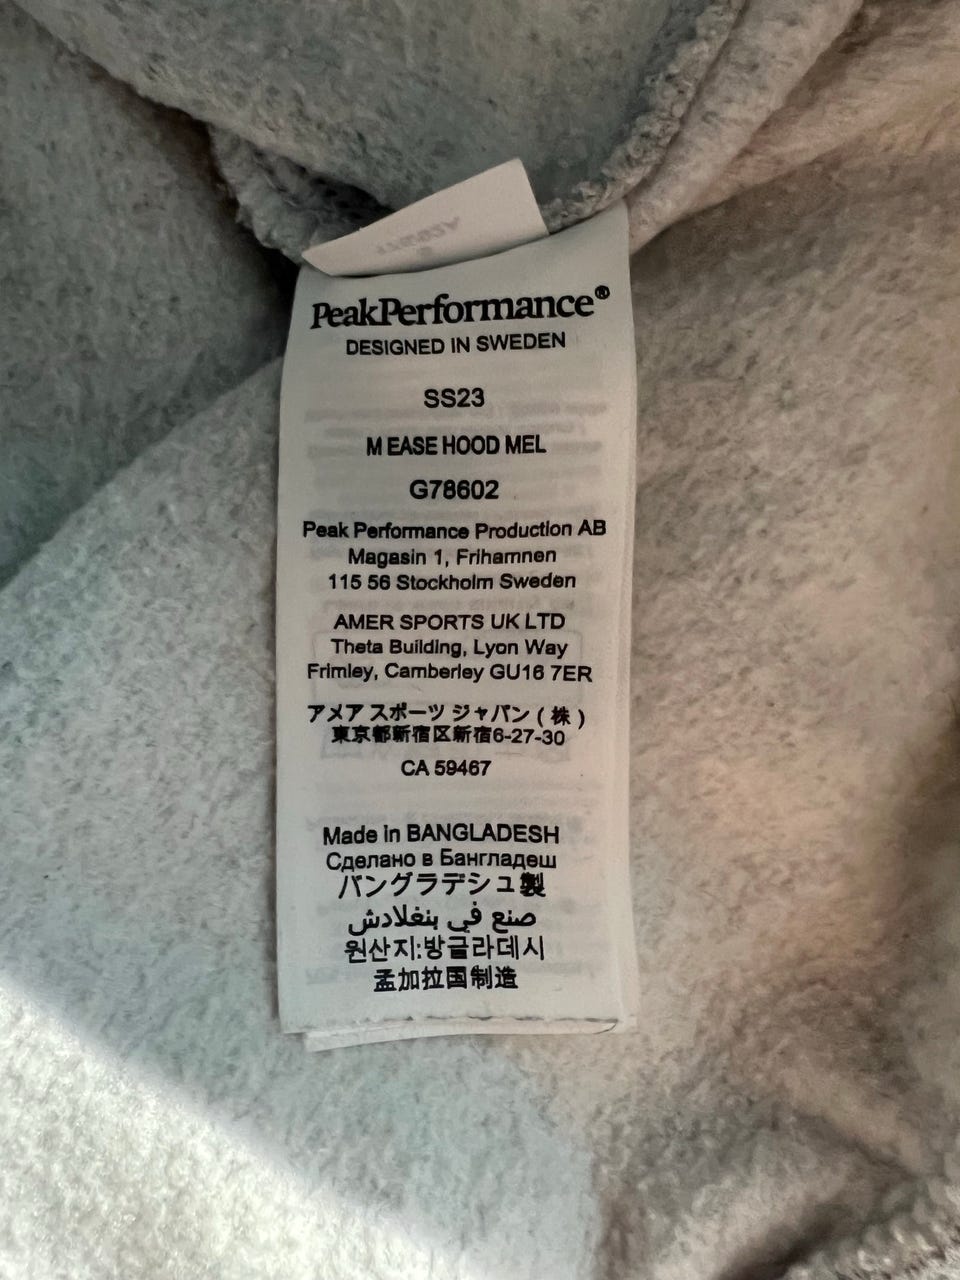 PeakPerformance®
DESIGNED IN SWEDEN
SS23
M EASE HOOD MEL
G78602
Peak Performance Production AB
Magasin 1, Frihamnen
115 56 Stockholm Sweden
AMER SPORTS UK LTD
Theta Building, Lyon Way
Frimley, Camberley GU16 7ER
アメア スポーツ ジャパン ( 株 )
東京都新宿区新宿6-27-30
CA 59467
Made in BANGLADESH
Сделано в Бангладеш
バングラデシュ製
صنع في بنغلادش
원산지:방글라데시
孟加拉国制造